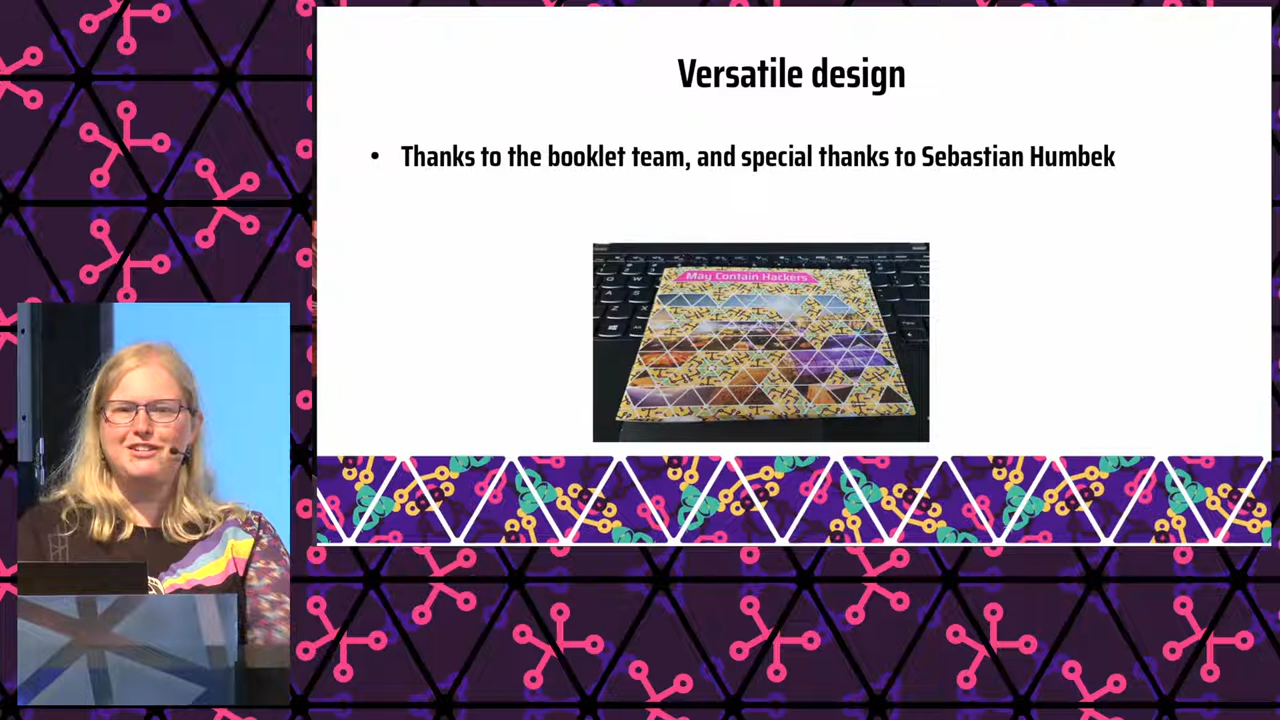 Versatile design
• Thanks to the booklet team, and special thanks to Sebastian Humbek
May Contain Hackers